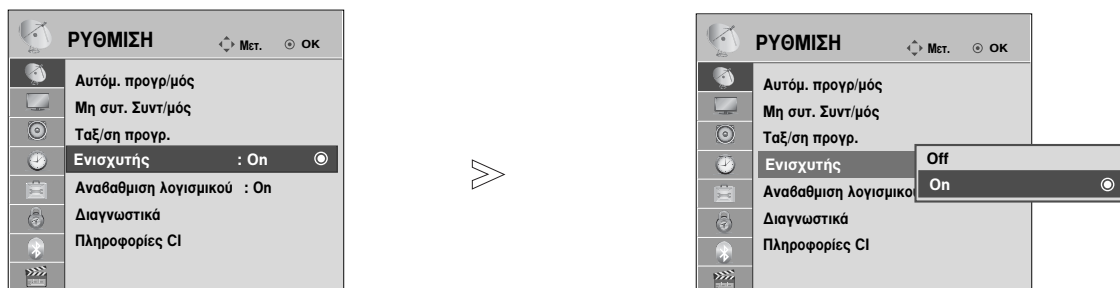 ΡΥΘΜΙΣΗ Μετ. OK
Αυτόμ. προγρ/μός
Μη συτ. Συντ/μός
Ταξ/ση προγρ.
Ενισχυτής : On
Αναβαθμιση λογισμικού : On
Διαγνωστικά
Πληροφορίες CI
ΡΥΘΜΙΣΗ Μετ. OK
Αυτόμ. προγρ/μός
Μη συτ. Συντ/μός
Ταξ/ση προγρ.
Ενισχυτής
Off
On
Αναβαθμιση λογισμικού
Διαγνωστικά
Πληροφορίες CI